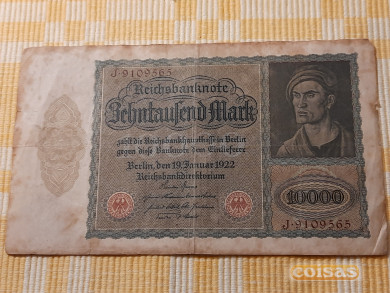 J·9109565
Reichsbanknote
Zehntausend Mark
zahlt die Reichsbankhauptkasse in Berlin
gegen diese Banknote dem Einlieferer
Berlin, den 19. Januar 1922
Reichsbankdirektorium
10000
J·9109565
coisas